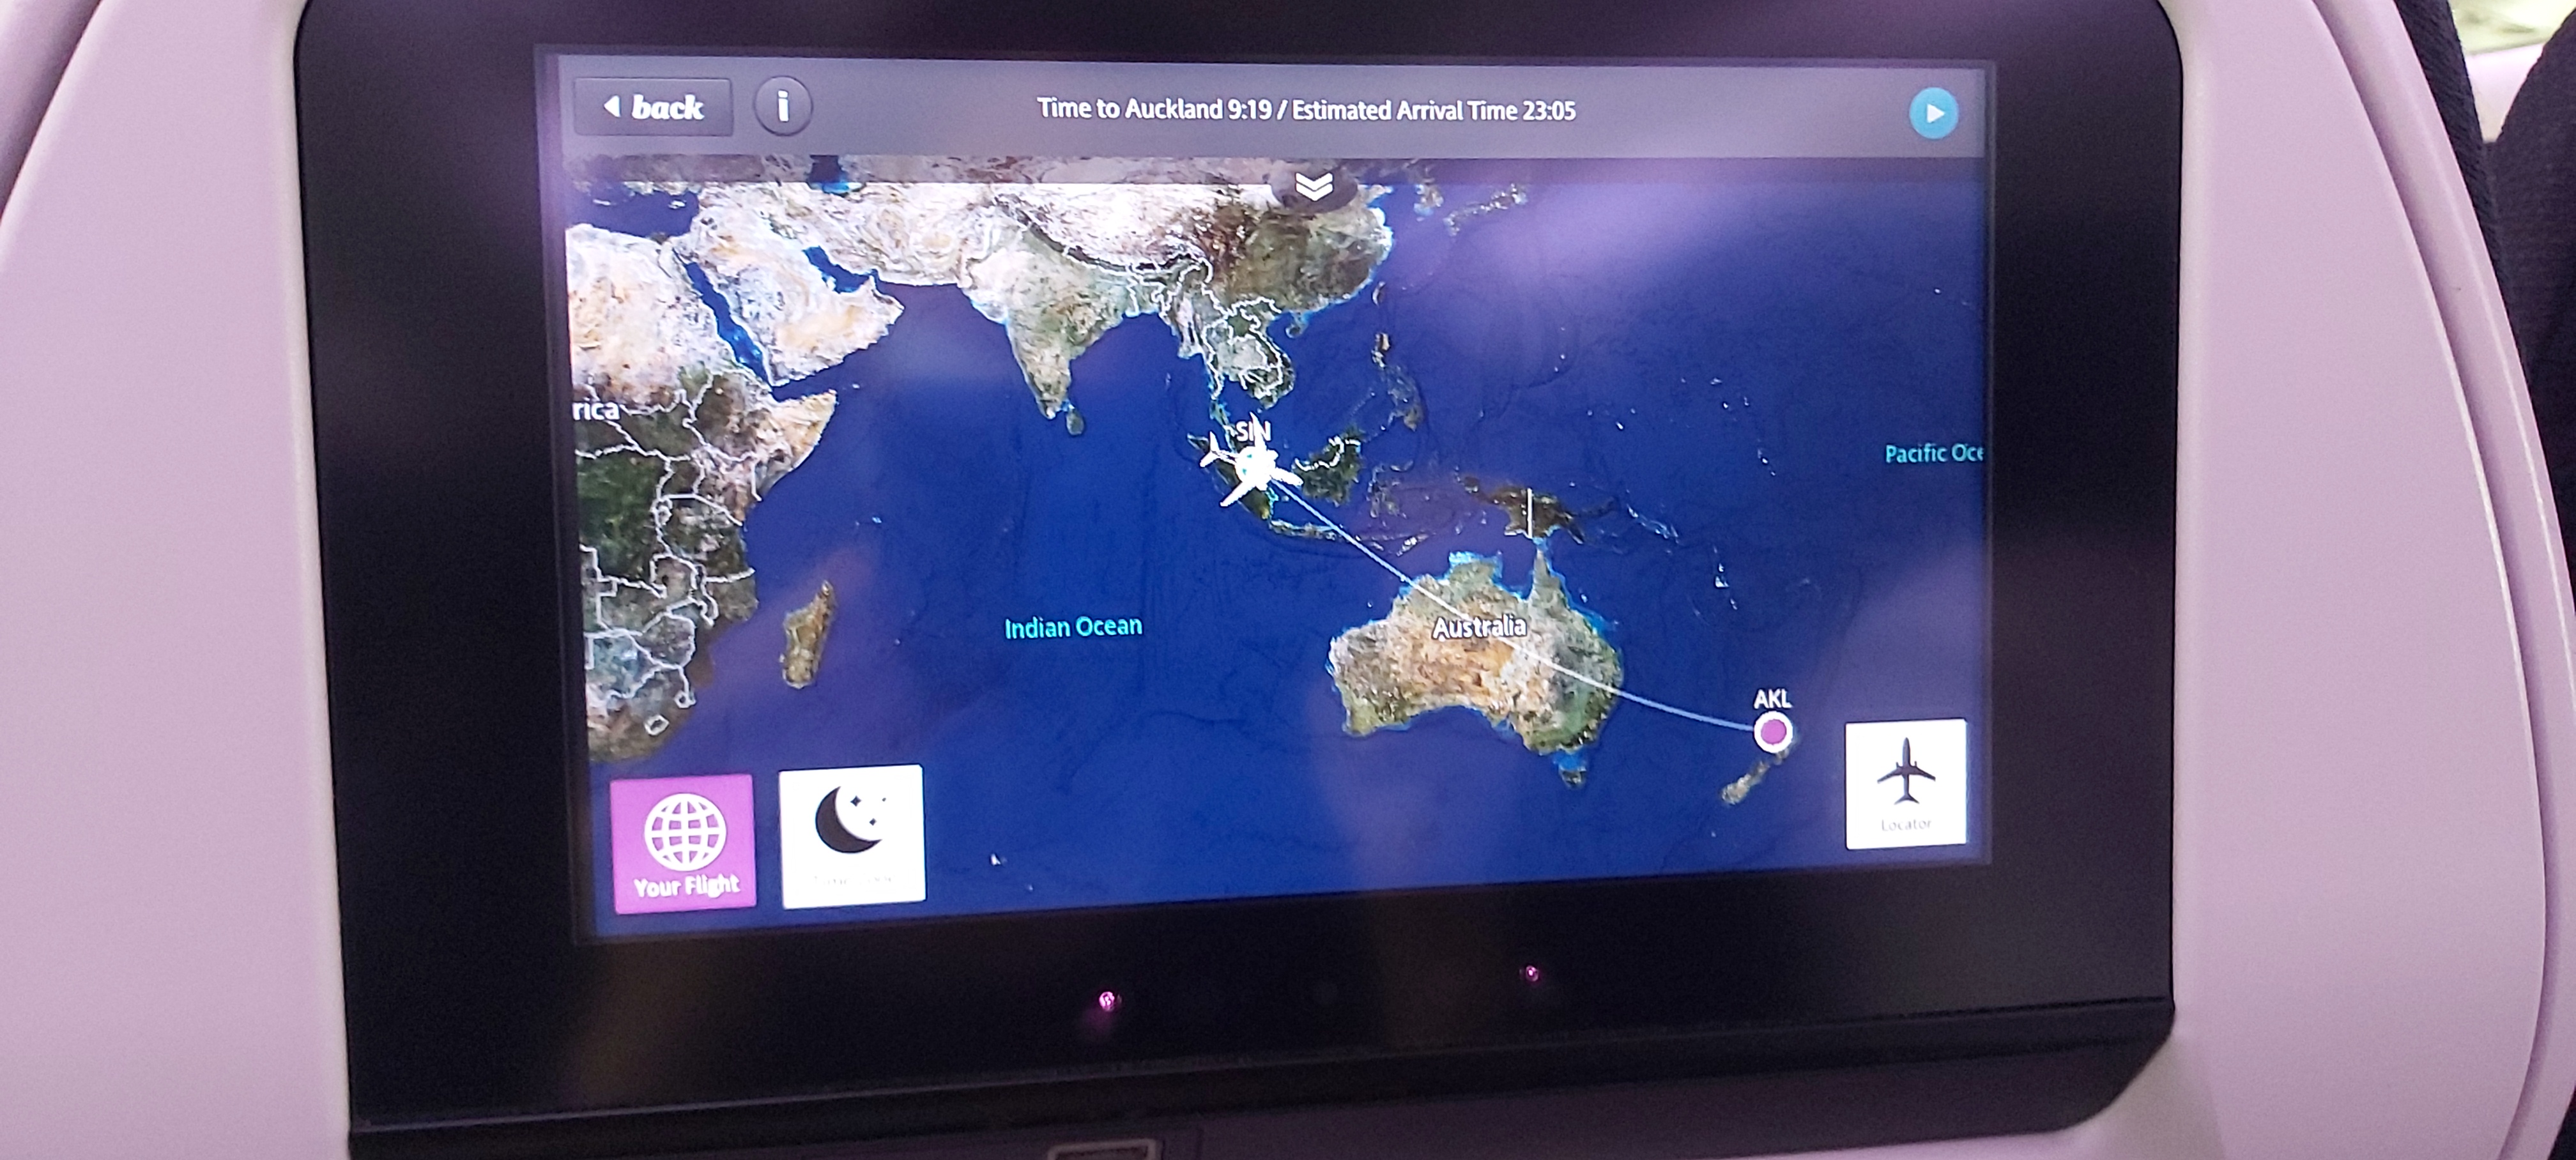 back
i
Time to Auckland 9:19 / Estimated Arrival Time 23:05
rica
SIN
Pacific Oce
Indian Ocean
Australia
AKL
Your Flight
Locator